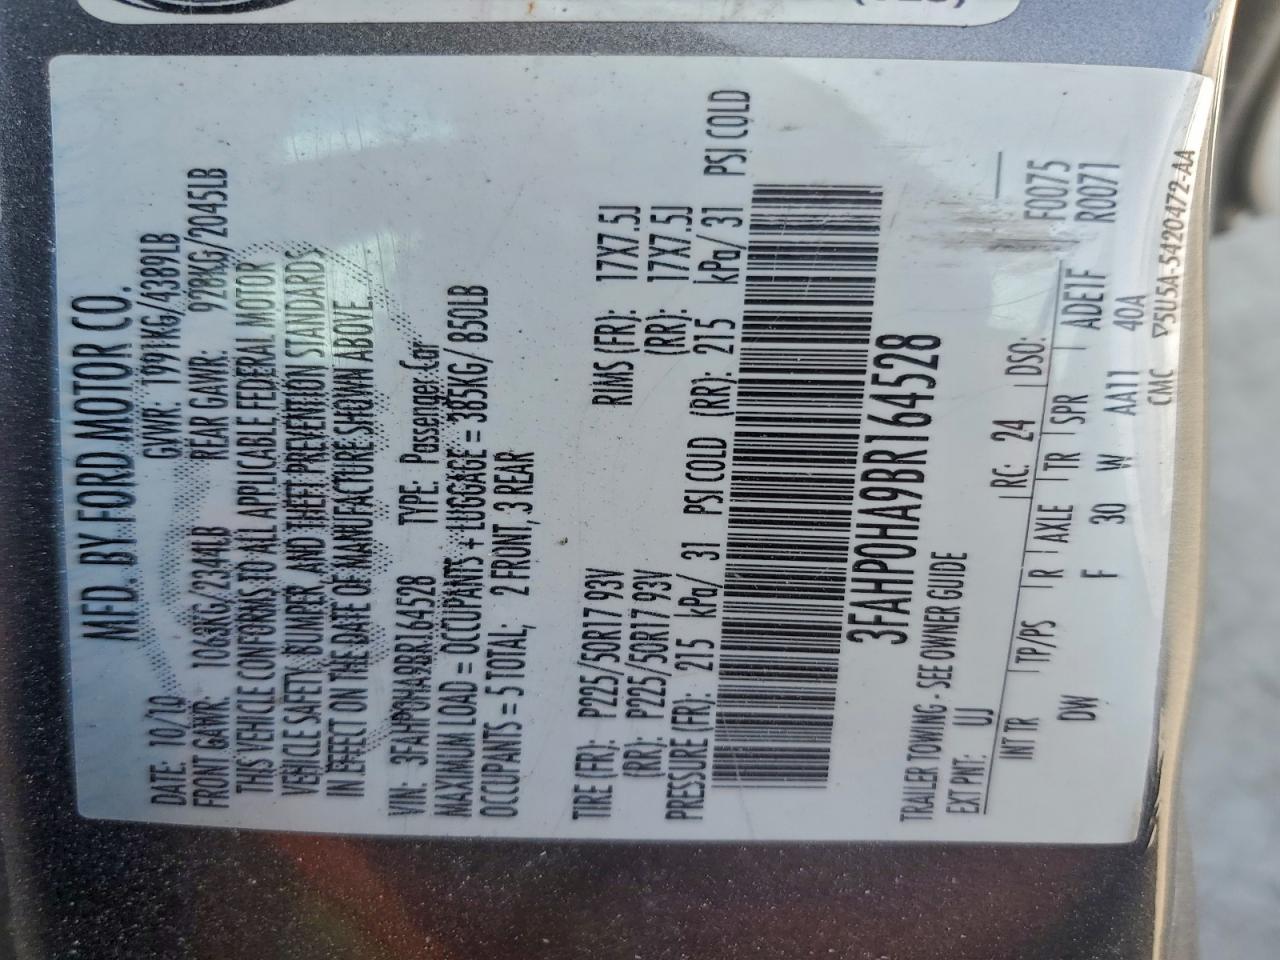 MFD. BY FORD MOTOR CO.
DATE: 10/10 GVWR: 1991KG/4389LB
FRONT GAWR: 1063KG/2344LB REAR GAWR: 928KG/2045LB
THIS VEHICLE CONFORMS TO ALL APPLICABLE FEDERAL MOTOR
VEHICLE SAFETY, BUMPER, AND THEFT PREVENTION STANDARDS
IN EFFECT ON THE DATE OF MANUFACTURE SHOWN ABOVE.
VIN: 3FAHP0HA9BR164528 TYPE: Passenger Car
MAXIMUM LOAD = OCCUPANTS + LUGGAGE = 385KG/ 850LB
OCCUPANTS = 5 TOTAL, 2 FRONT, 3 REAR
TIRE (FR): P225/50R17 93V RIMS (FR): 17X7.5J
(RR): P225/50R17 93V (RR): 17X7.5J
PRESSURE (FR): 215 kPa/ 31 PSI COLD (RR): 215 kPa/ 31 PSI COLD
3FAHP0HA9BR164528
TRAILER TOWING - SEE OWNER GUIDE
EXT PNT: UJ RC: 24 DSO: F0075
INT TR TP/PS R AXLE TR SPR ADE1F R0071
DW F 30 W AA11 40A
CMC ▽5U5A-5420472-AA